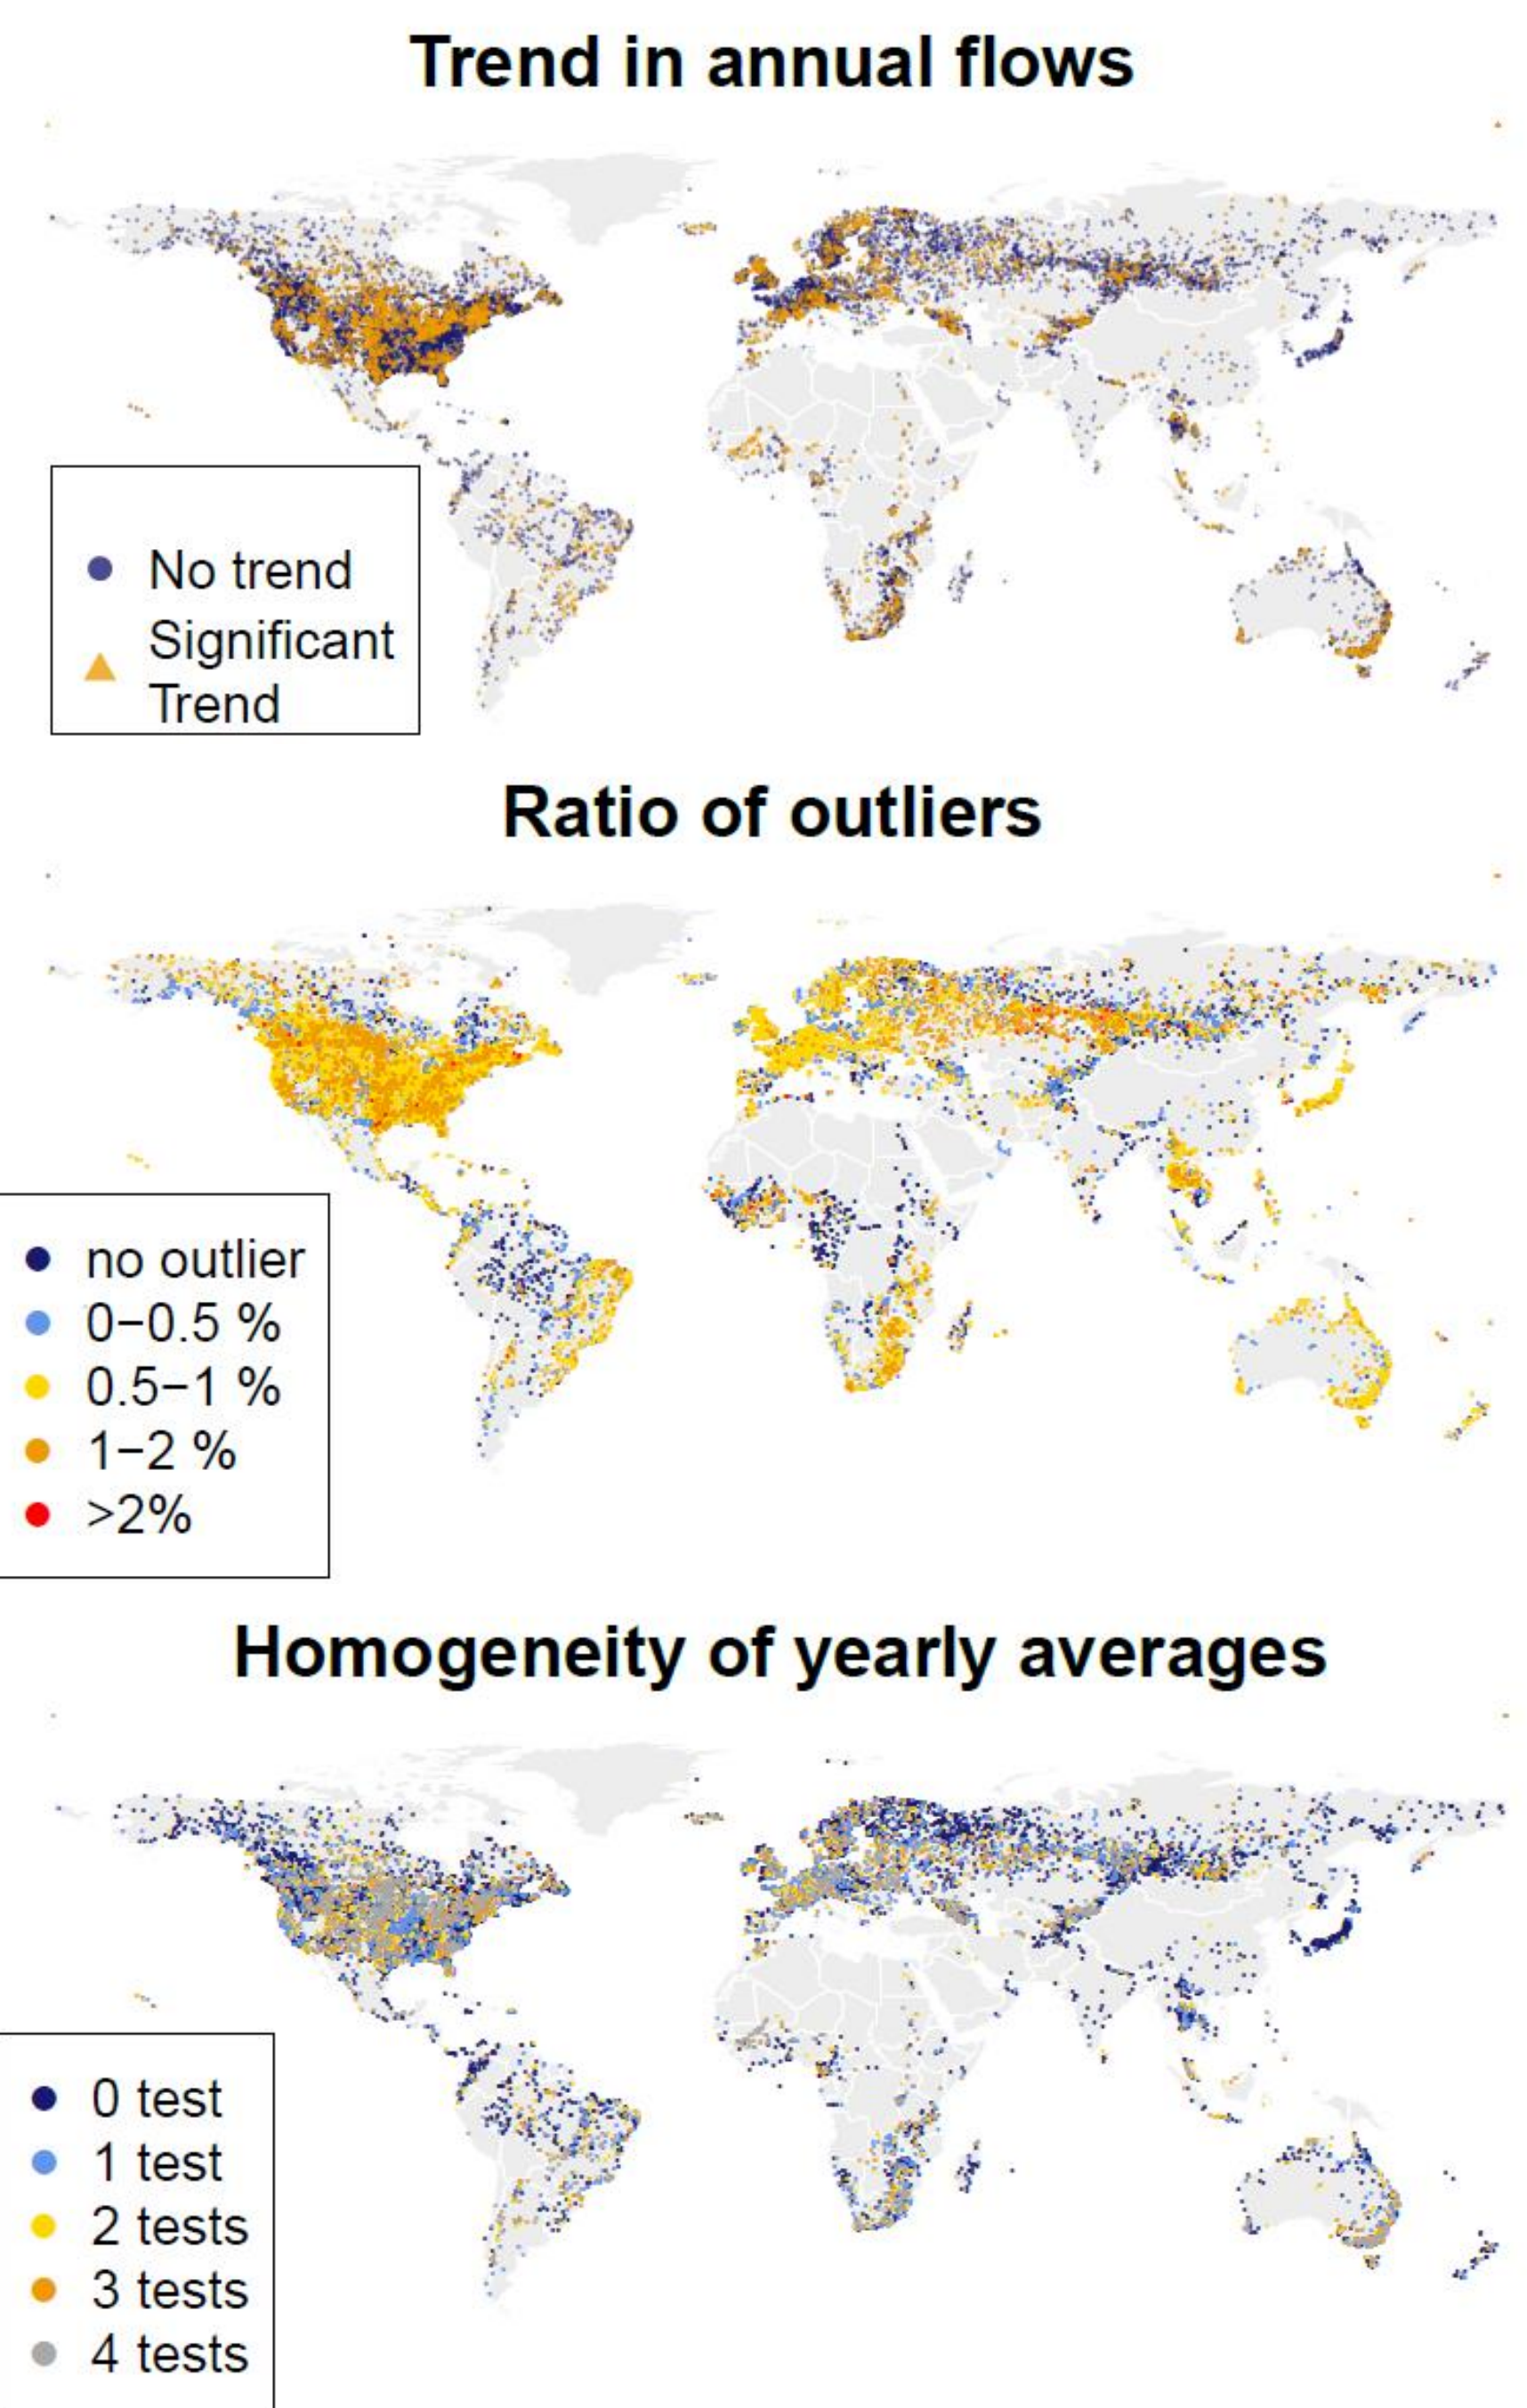 Trend in annual flows
No trend
Significant
Trend
Ratio of outliers
no outlier
0−0.5 %
0.5−1 %
1−2 %
>2%
Homogeneity of yearly averages
0 test
1 test
2 tests
3 tests
4 tests